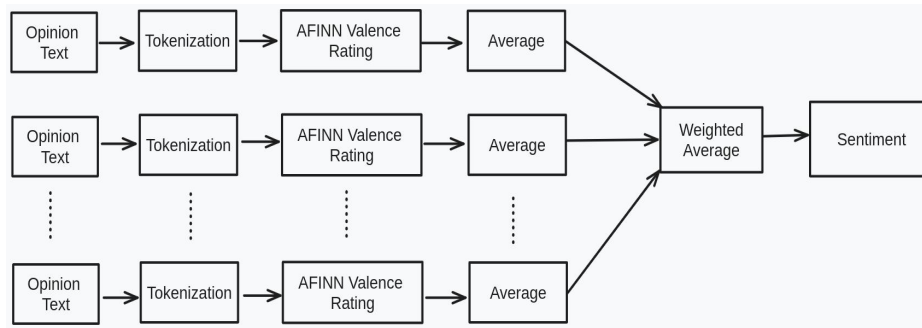 Opinion
Text
Tokenization
AFINN Valence
Rating
Average
Opinion
Text
Tokenization
AFINN Valence
Rating
Average
Weighted
Average
Sentiment
Opinion
Text
Tokenization
AFINN Valence
Rating
Average